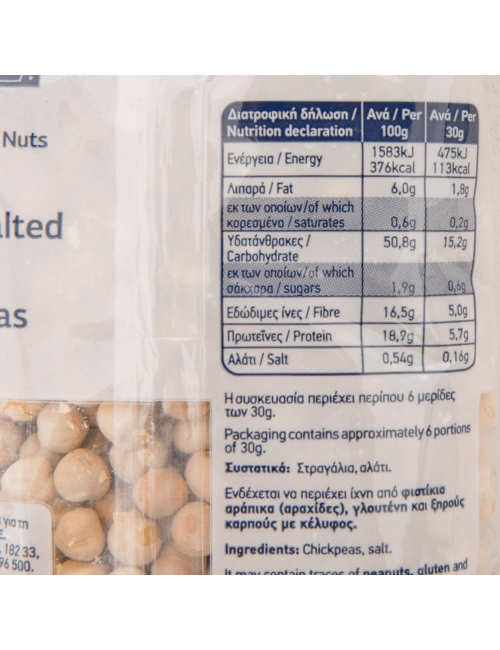 Nuts
lted
as
Διατροφική δήλωση / Nutrition declaration Ανά / Per 100g Ανά / Per 30g
Ενέργεια / Energy 1583kJ 376kcal 475kJ 113kcal
Λιπαρά / Fat 6,0g 1,8g
εκ των οποίων/of which κορεσμένα / saturates 0,6g 0,2g
Υδατάνθρακες / Carbohydrate 50,8g 15,2g
εκ των οποίων/of which σάκχαρα / sugars 1,9g 0,6g
Εδώδιμες ίνες / Fibre 16,5g 5,0g
Πρωτεΐνες / Protein 18,9g 5,7g
Αλάτι / Salt 0,54g 0,16g
Η συσκευασία περιέχει περίπου 6 μερίδες
των 30g.
Packaging contains approximately 6 portions
of 30g.
Συστατικά: Στραγάλια, αλάτι.
Ενδέχεται να περιέχει ίχνη από φιστίκια
αράπικα (αραχίδες), γλουτένη και ξηρούς
καρπούς με κέλυφος.
Ingredients: Chickpeas, salt.
It may contain traces of peanuts, gluten and
για τη
182 33,
96 500.